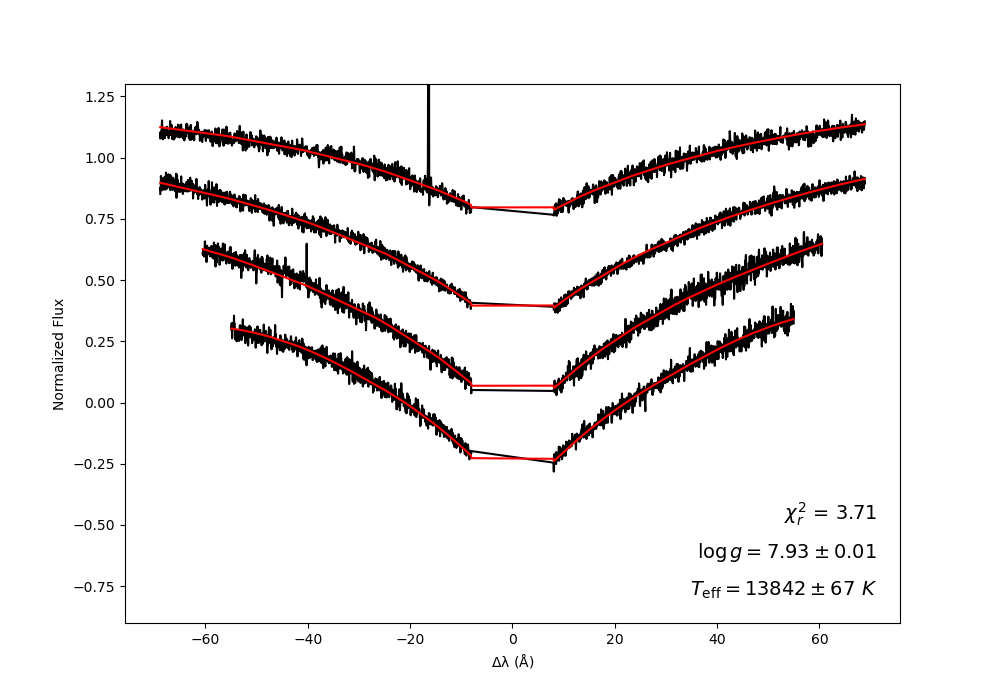 1.25
1.00
0.75
0.50
0.25
0.00
−0.25
−0.50
−0.75
Normalized Flux
χ²ᵣ = 3.71
log g = 7.93 ± 0.01
T_eff = 13842 ± 67 K
−60 −40 −20 0 20 40 60
Δλ (Å)